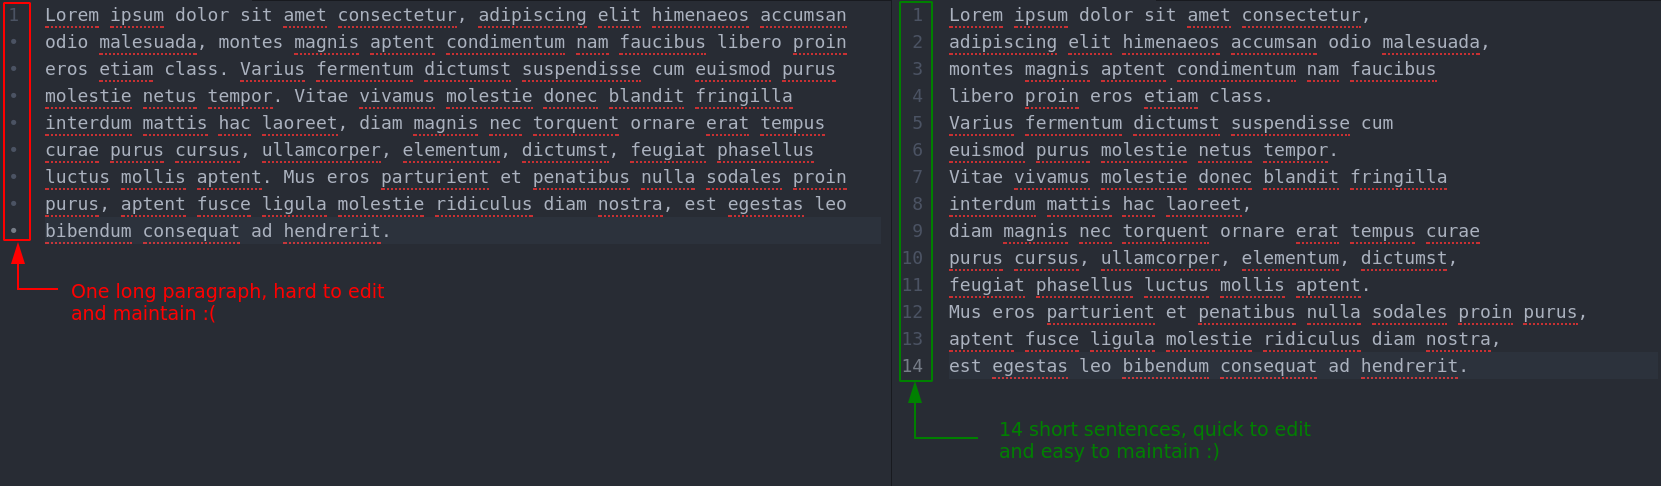 1 Lorem ipsum dolor sit amet consectetur, adipiscing elit himenaeos accumsan
• odio malesuada, montes magnis aptent condimentum nam faucibus libero proin
• eros etiam class. Varius fermentum dictumst suspendisse cum euismod purus
• molestie netus tempor. Vitae vivamus molestie donec blandit fringilla
• interdum mattis hac laoreet, diam magnis nec torquent ornare erat tempus
• curae purus cursus, ullamcorper, elementum, dictumst, feugiat phasellus
• luctus mollis aptent. Mus eros parturient et penatibus nulla sodales proin
• purus, aptent fusce ligula molestie ridiculus diam nostra, est egestas leo
• bibendum consequat ad hendrerit.
One long paragraph, hard to edit
and maintain :(
1 Lorem ipsum dolor sit amet consectetur,
2 adipiscing elit himenaeos accumsan odio malesuada,
3 montes magnis aptent condimentum nam faucibus
4 libero proin eros etiam class.
5 Varius fermentum dictumst suspendisse cum
6 euismod purus molestie netus tempor.
7 Vitae vivamus molestie donec blandit fringilla
8 interdum mattis hac laoreet,
9 diam magnis nec torquent ornare erat tempus curae
10 purus cursus, ullamcorper, elementum, dictumst,
11 feugiat phasellus luctus mollis aptent.
12 Mus eros parturient et penatibus nulla sodales proin purus,
13 aptent fusce ligula molestie ridiculus diam nostra,
14 est egestas leo bibendum consequat ad hendrerit.
14 short sentences, quick to edit
and easy to maintain :)